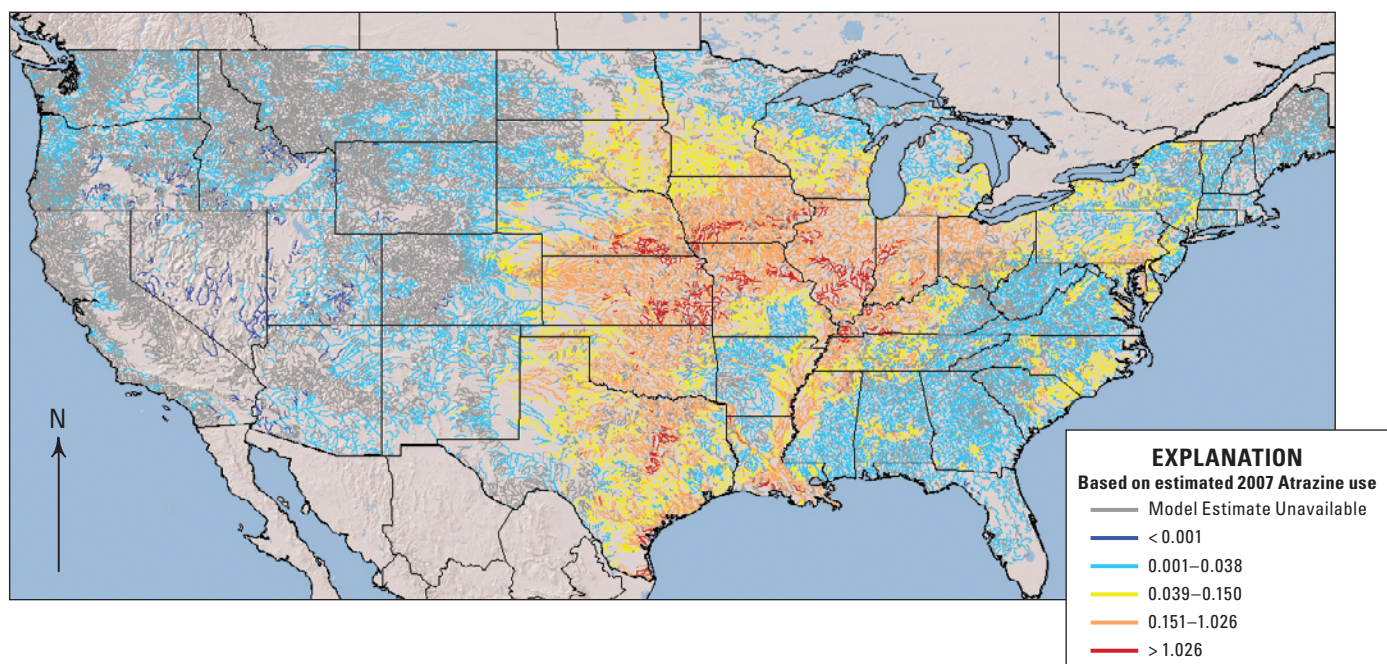 N
EXPLANATION
Based on estimated 2007 Atrazine use
Model Estimate Unavailable
< 0.001
0.001–0.038
0.039–0.150
0.151–1.026
> 1.026